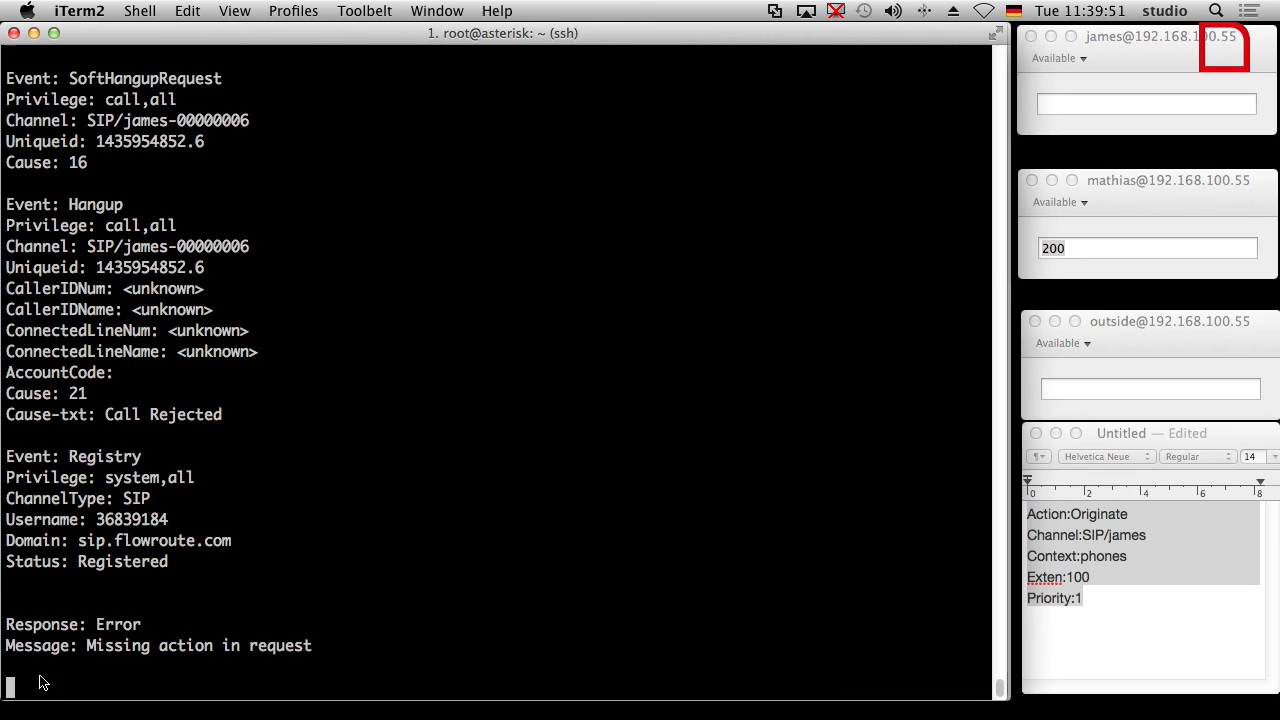 iTerm2 Shell Edit View Profiles Toolbelt Window Help Tue 11:39:51 studio
1. root@asterisk: ~ (ssh)
Event: SoftHangupRequest
Privilege: call,all
Channel: SIP/james-00000006
Uniqueid: 1435954852.6
Cause: 16
Event: Hangup
Privilege: call,all
Channel: SIP/james-00000006
Uniqueid: 1435954852.6
CallerIDNum: <unknown>
CallerIDName: <unknown>
ConnectedLineNum: <unknown>
ConnectedLineName: <unknown>
AccountCode:
Cause: 21
Cause-txt: Call Rejected
Event: Registry
Privilege: system,all
ChannelType: SIP
Username: 36839184
Domain: sip.flowroute.com
Status: Registered
Response: Error
Message: Missing action in request
james@192.168.100.55
Available
mathias@192.168.100.55
Available
200
outside@192.168.100.55
Available
Untitled — Edited
Helvetica Neue Regular 14
0 2 4 6 8
Action:Originate
Channel:SIP/james
Context:phones
Exten:100
Priority:1